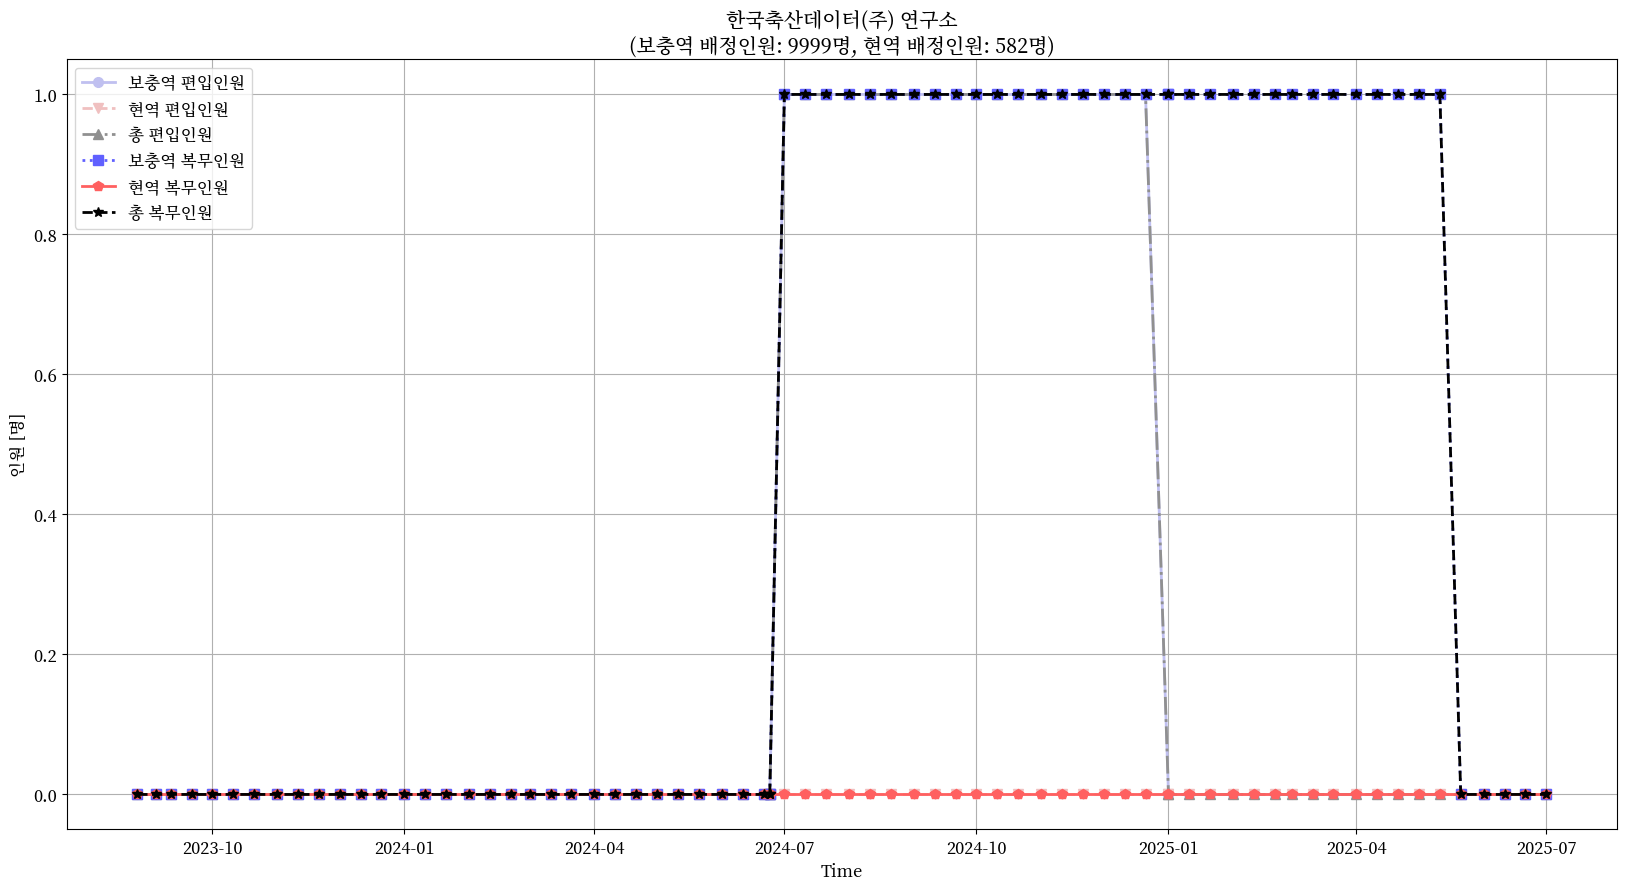 한국축산데이터(주) 연구소
(보충역 배정인원: 9999명, 현역 배정인원: 582명)
보충역 편입인원
현역 편입인원
총 편입인원
보충역 복무인원
현역 복무인원
총 복무인원
인원 [명]
1.0
0.8
0.6
0.4
0.2
0.0
2023-10
2024-01
2024-04
2024-07
2024-10
2025-01
2025-04
2025-07
Time